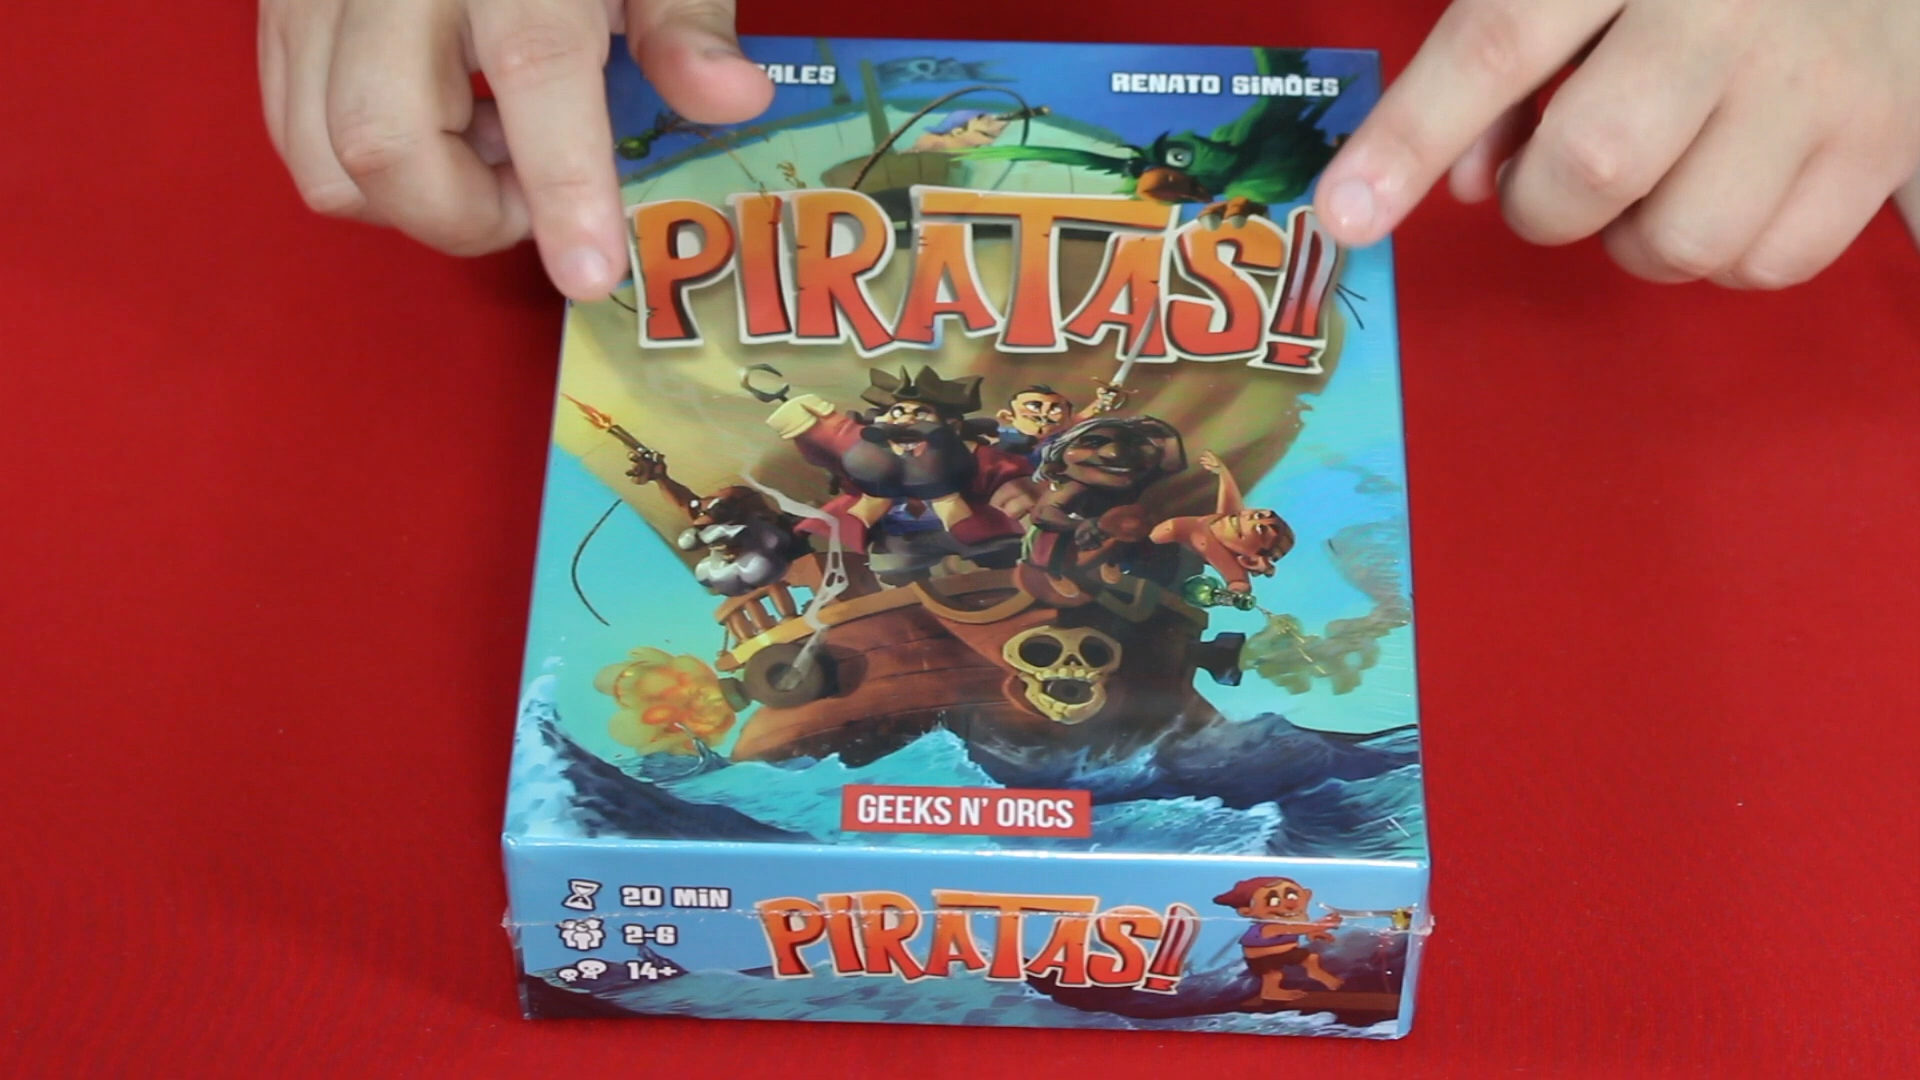 RENATO SIMÕES
PIRATAS!
GEEKS N' ORCS
20 MIN
2-6
14+
PIRATAS!